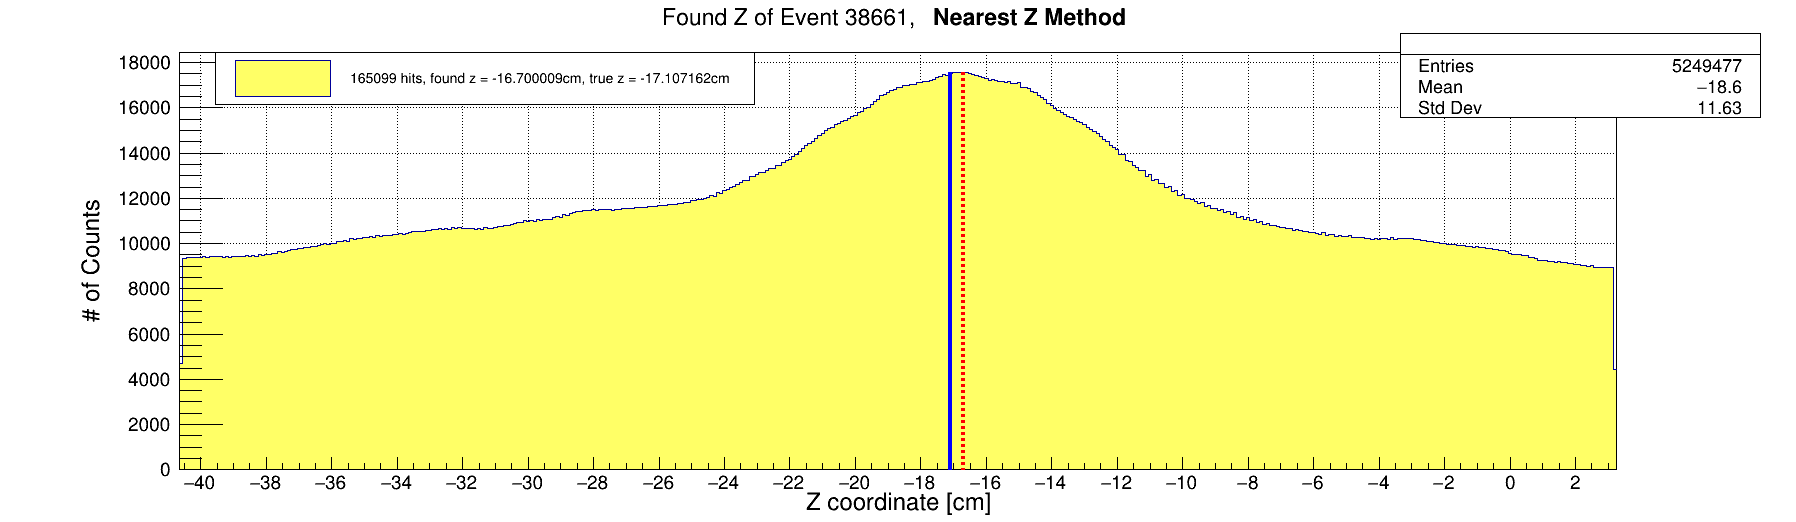 Found Z of Event 38661, Nearest Z Method
165099 hits, found z = -16.700009cm, true z = -17.107162cm
Entries 5249477
Mean −18.6
Std Dev 11.63
# of Counts
18000
16000
14000
12000
10000
8000
6000
4000
2000
0
−40 −38 −36 −34 −32 −30 −28 −26 −24 −22 −20 −18 −16 −14 −12 −10 −8 −6 −4 −2 0 2
Z coordinate [cm]